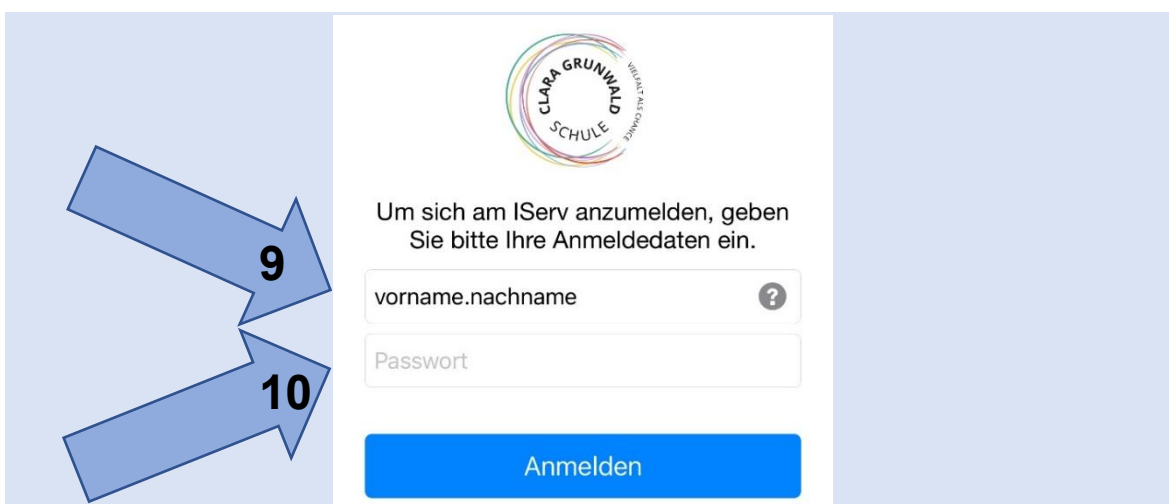 CLARA GRUNWALD
SCHULE
VIELFALT ALS CHANCE
Um sich am IServ anzumelden, geben
Sie bitte Ihre Anmeldedaten ein.
9
vorname.nachname
?
Passwort
10
Anmelden